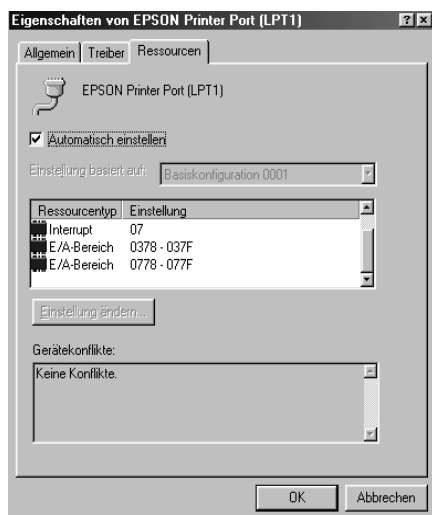 Eigenschaften von EPSON Printer Port (LPT1)
Allgemein Treiber Ressourcen
EPSON Printer Port (LPT1)
Automatisch einstellen
Einstellung basiert auf: Basiskonfiguration 0001
Ressourcentyp Einstellung
Interrupt 07
E/A-Bereich 0378 - 037F
E/A-Bereich 0778 - 077F
Einstellung ändern...
Gerätekonflikte:
Keine Konflikte.
OK Abbrechen